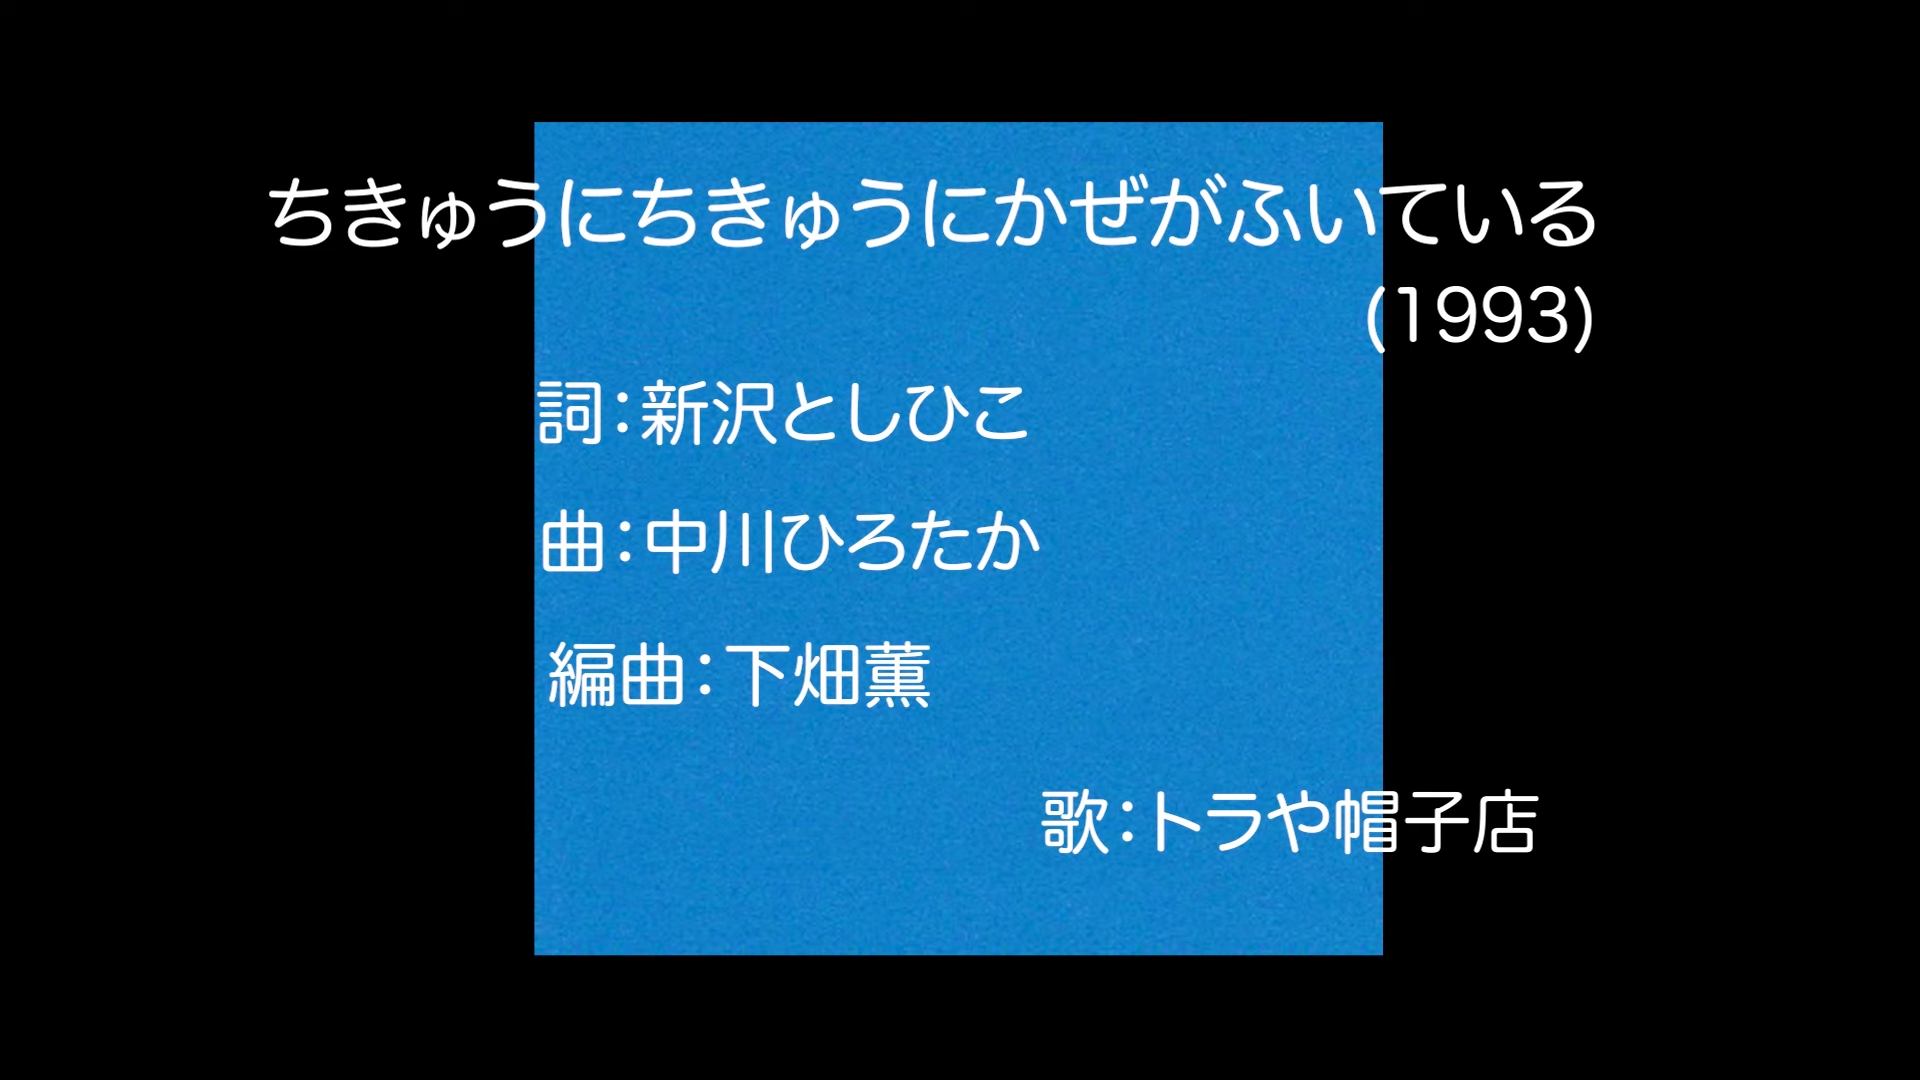 ちきゅうにちきゅうにかぜがふいている
(1993)
詞：新沢としひこ
曲：中川ひろたか
編曲：下畑薫
歌：トラや帽子店